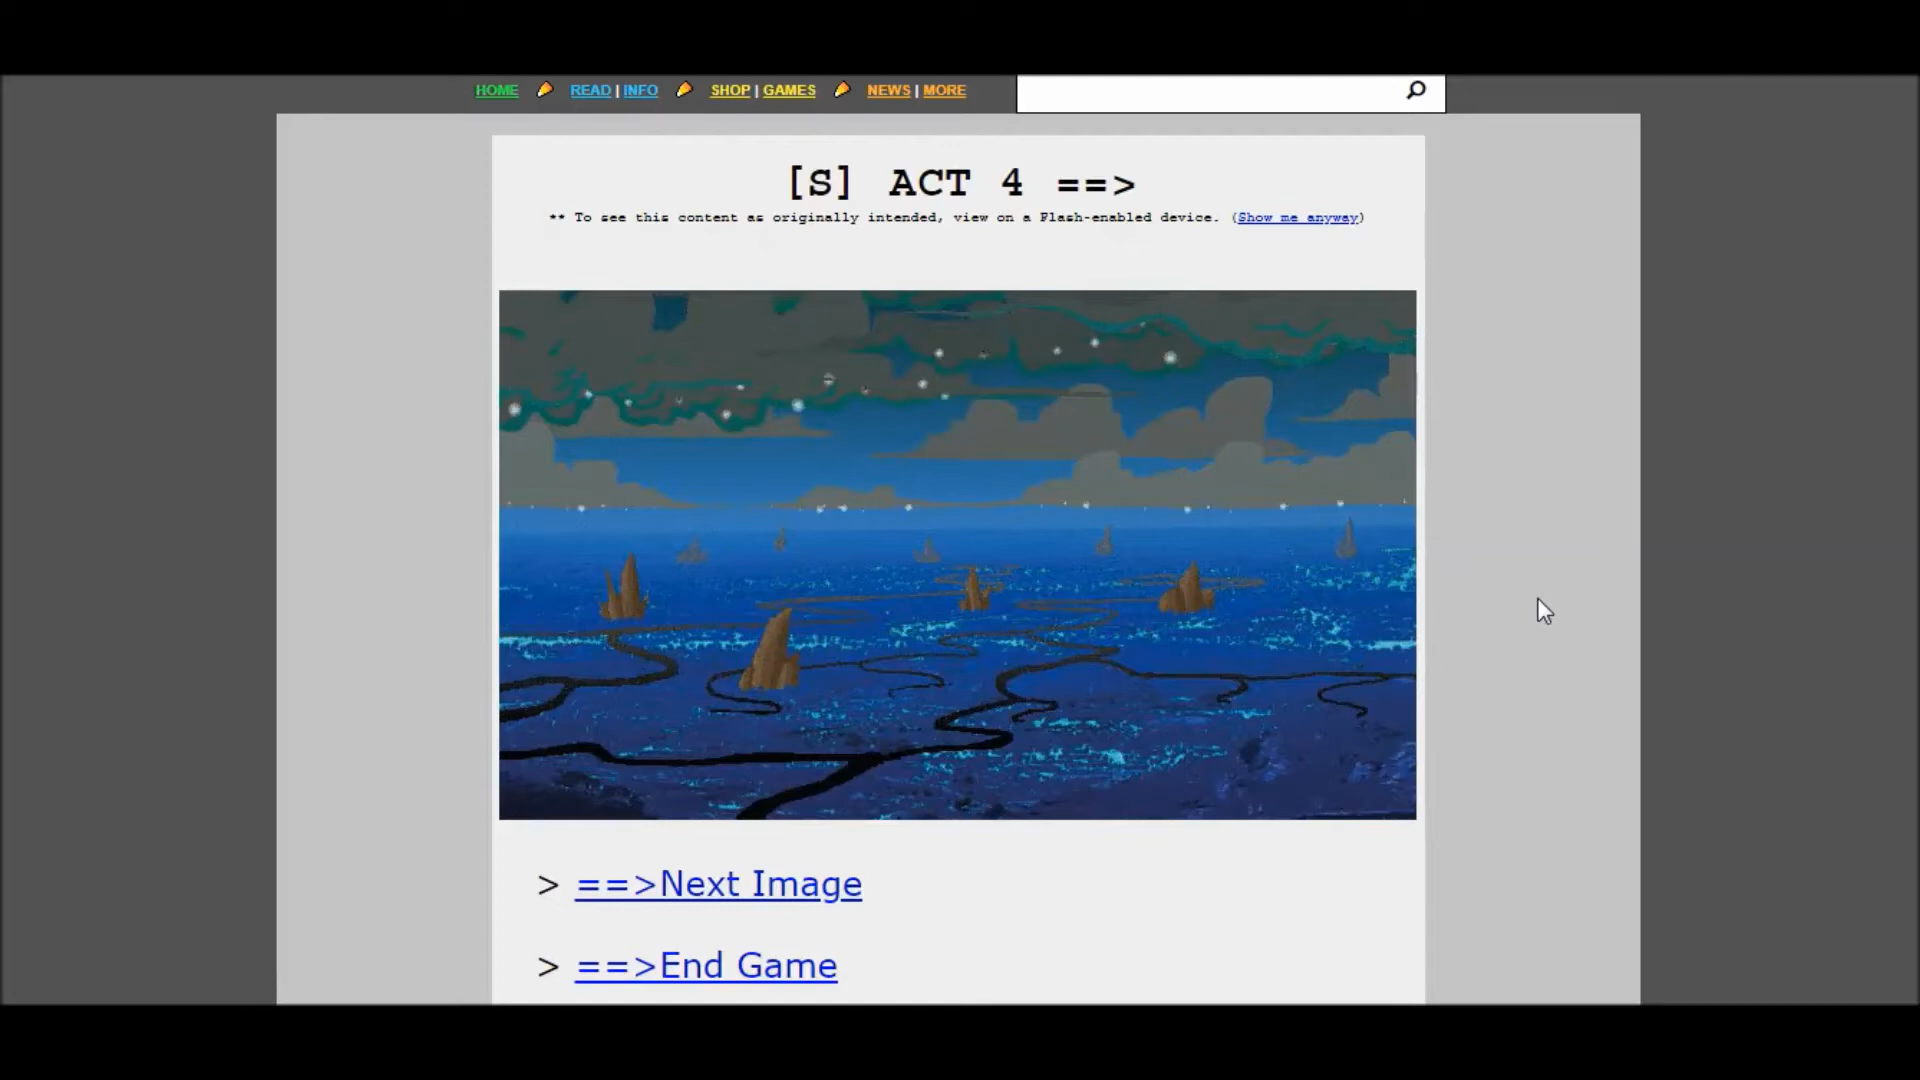 HOME READ | INFO SHOP | GAMES NEWS | MORE
[S] ACT 4 ==>
** To see this content as originally intended, view on a Flash-enabled device. (Show me anyway)
> ==>Next Image
> ==>End Game